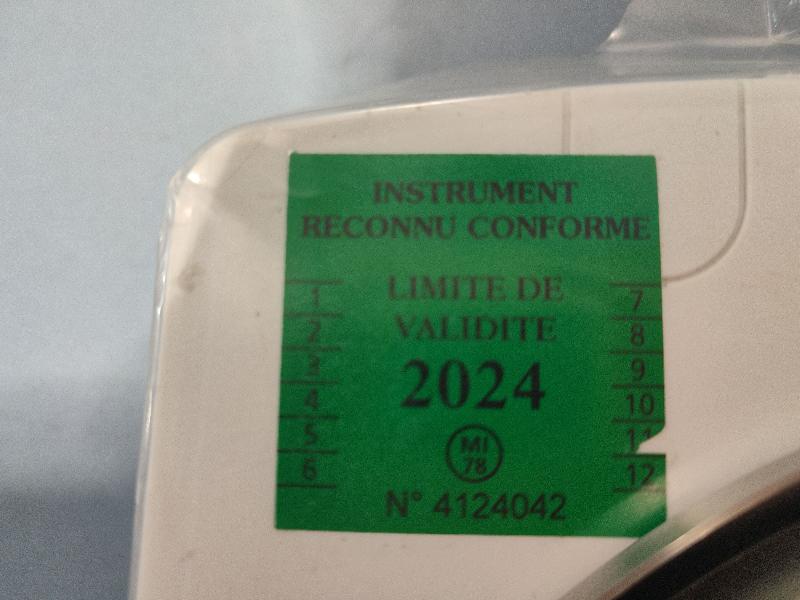 INSTRUMENT
RECONNU CONFORME
LIMITE DE
VALIDITE
2024
MI
78
N° 4124042
1
2
3
4
5
6
7
8
9
10
11
12